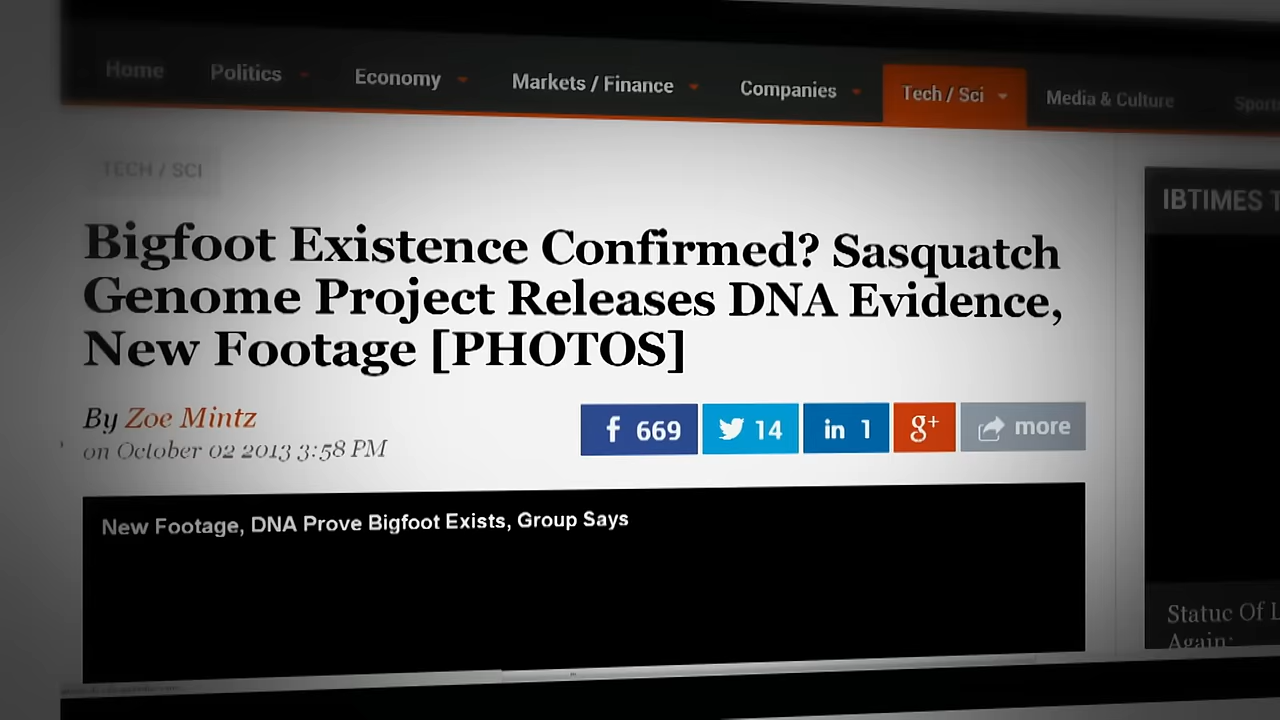 Home Politics Economy Markets / Finance Companies Tech / Sci Media & Culture
TECH / SCI
IBTIMES
Bigfoot Existence Confirmed? Sasquatch
Genome Project Releases DNA Evidence,
New Footage [PHOTOS]
By Zoe Mintz
on October 02 2013 3:58 PM
f 669
14
in 1
g+
more
New Footage, DNA Prove Bigfoot Exists, Group Says
Statue Of
Again: